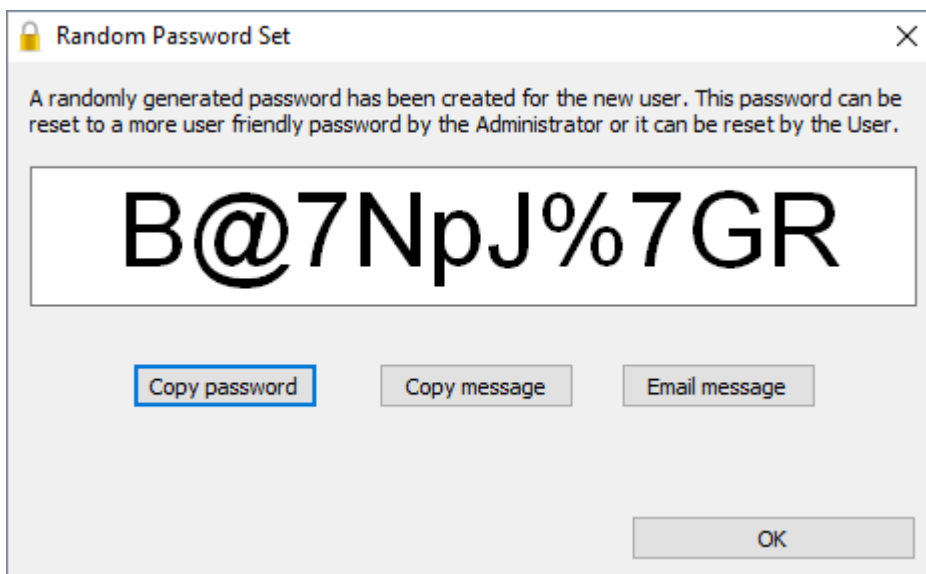 Random Password Set
A randomly generated password has been created for the new user. This password can be
reset to a more user friendly password by the Administrator or it can be reset by the User.
B@7NpJ%7GR
Copy password Copy message Email message
OK